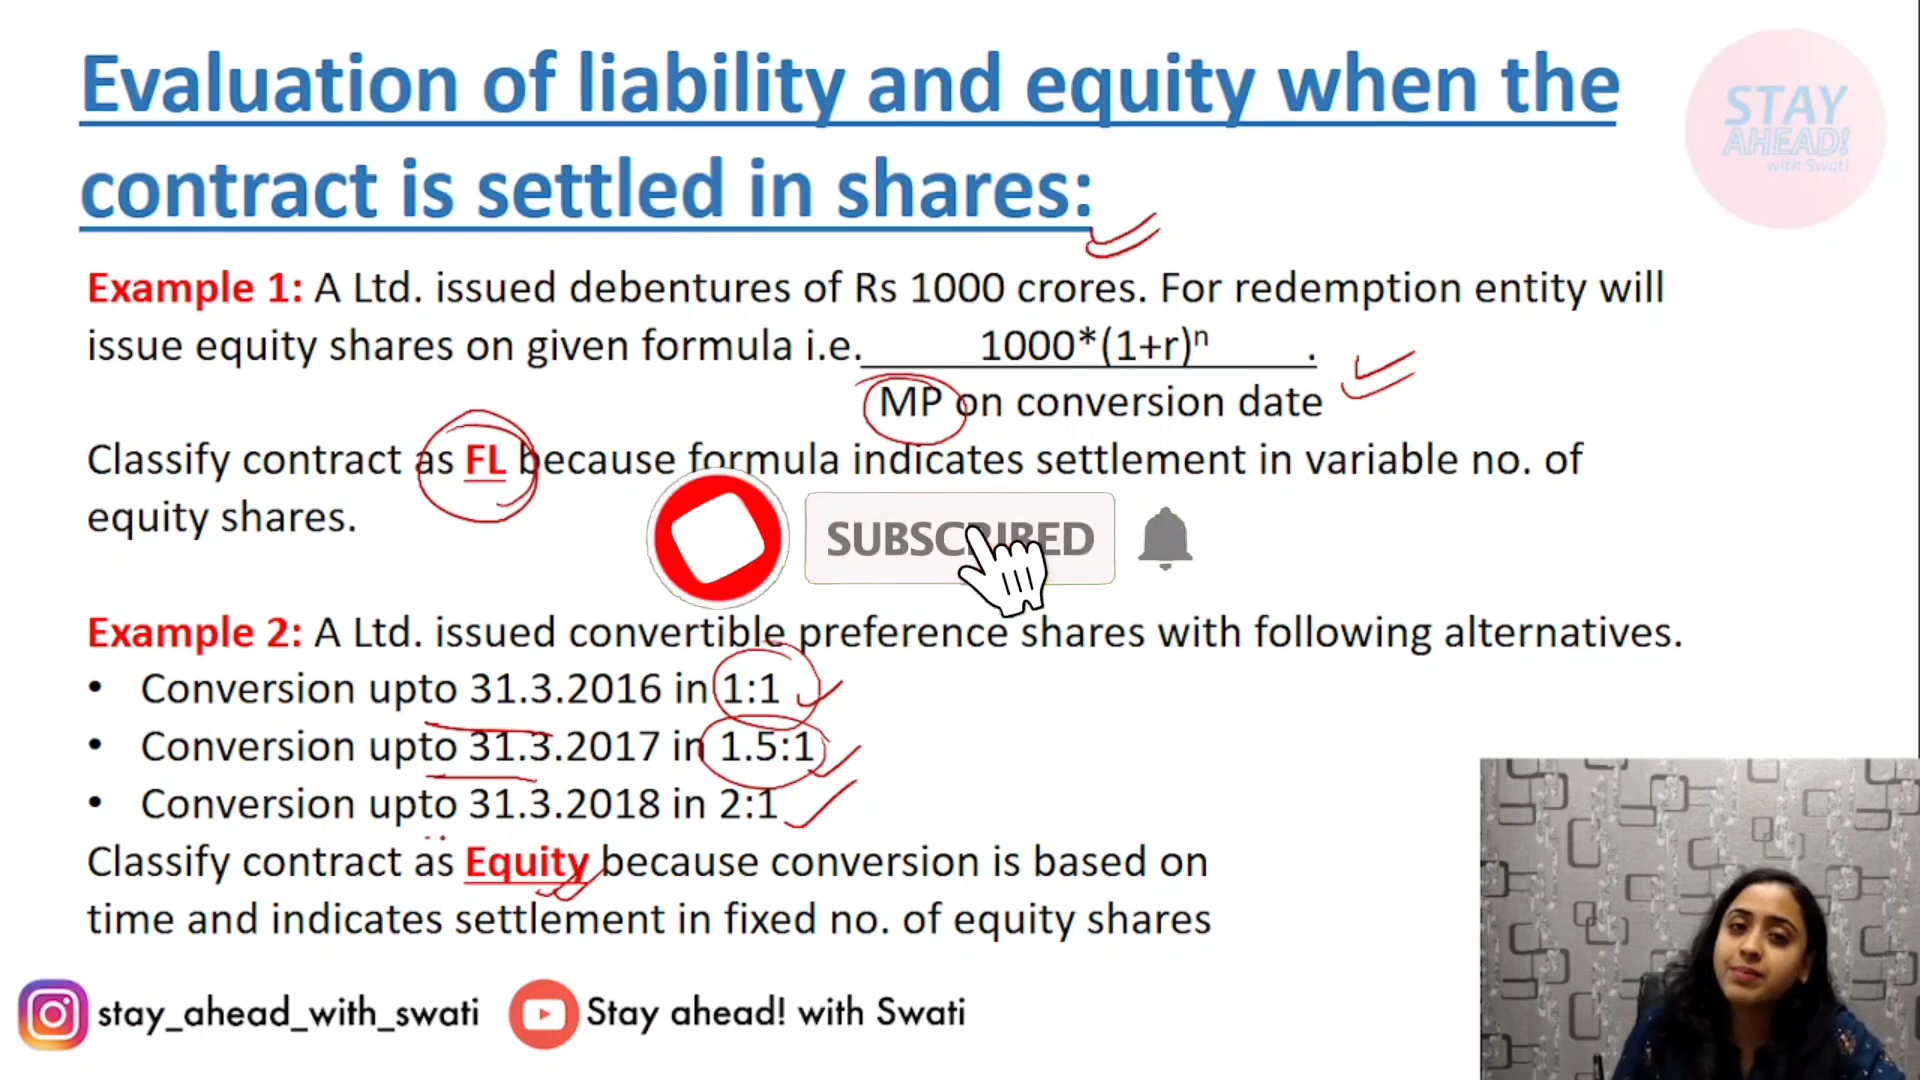 Evaluation of liability and equity when the
contract is settled in shares:
STAY
AHEAD!
with Swati
Example 1: A Ltd. issued debentures of Rs 1000 crores. For redemption entity will
issue equity shares on given formula i.e. 1000*(1+r)ⁿ .
MP on conversion date
Classify contract as FL because formula indicates settlement in variable no. of
equity shares.
SUBSCRIBED
Example 2: A Ltd. issued convertible preference shares with following alternatives.
• Conversion upto 31.3.2016 in 1:1
• Conversion upto 31.3.2017 in 1.5:1
• Conversion upto 31.3.2018 in 2:1
Classify contract as Equity because conversion is based on
time and indicates settlement in fixed no. of equity shares
stay_ahead_with_swati
Stay ahead! with Swati